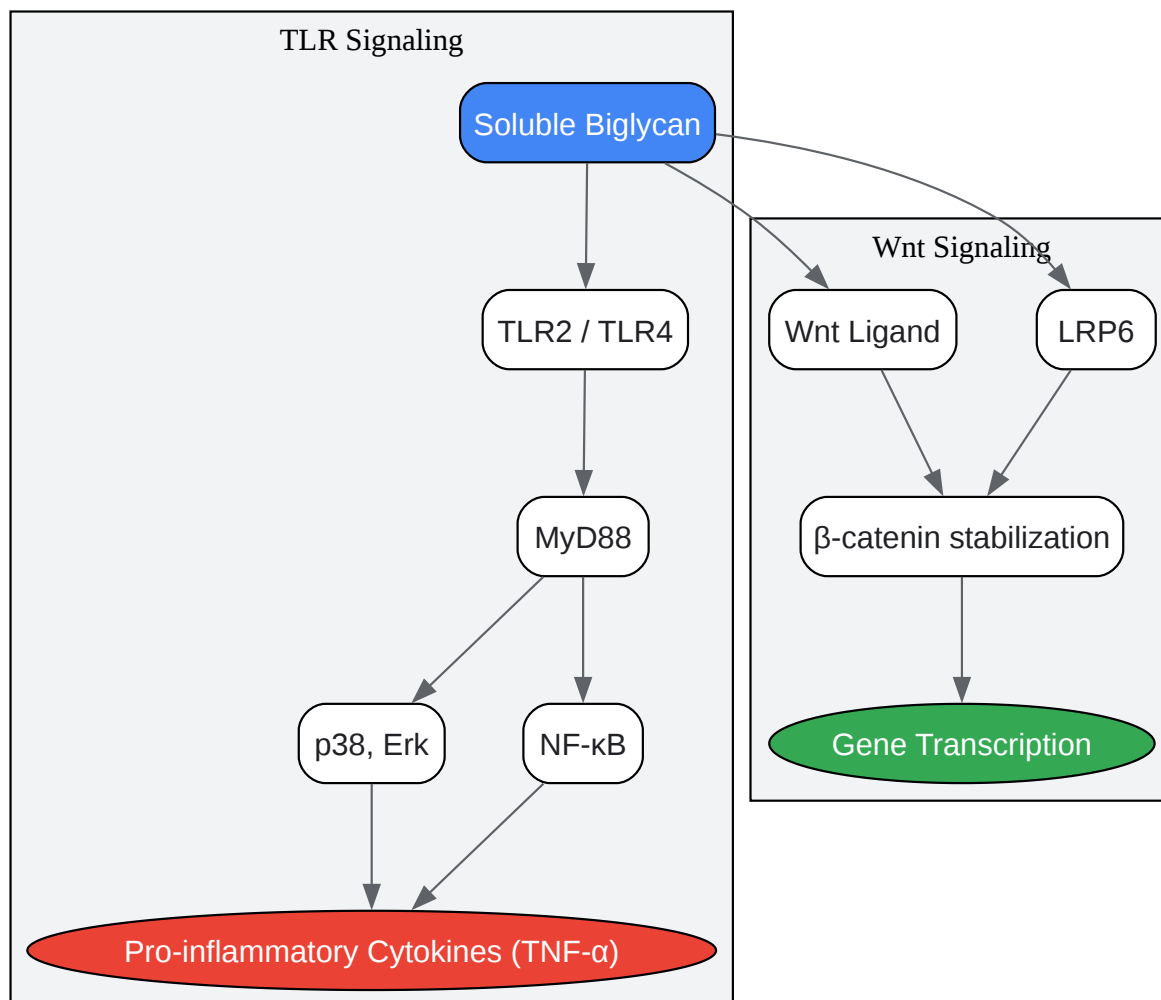 TLR Signaling
Soluble Biglycan
Wnt Signaling
TLR2 / TLR4
Wnt Ligand
LRP6
MyD88
β-catenin stabilization
p38, Erk
NF-κB
Gene Transcription
Pro-inflammatory Cytokines (TNF-α)